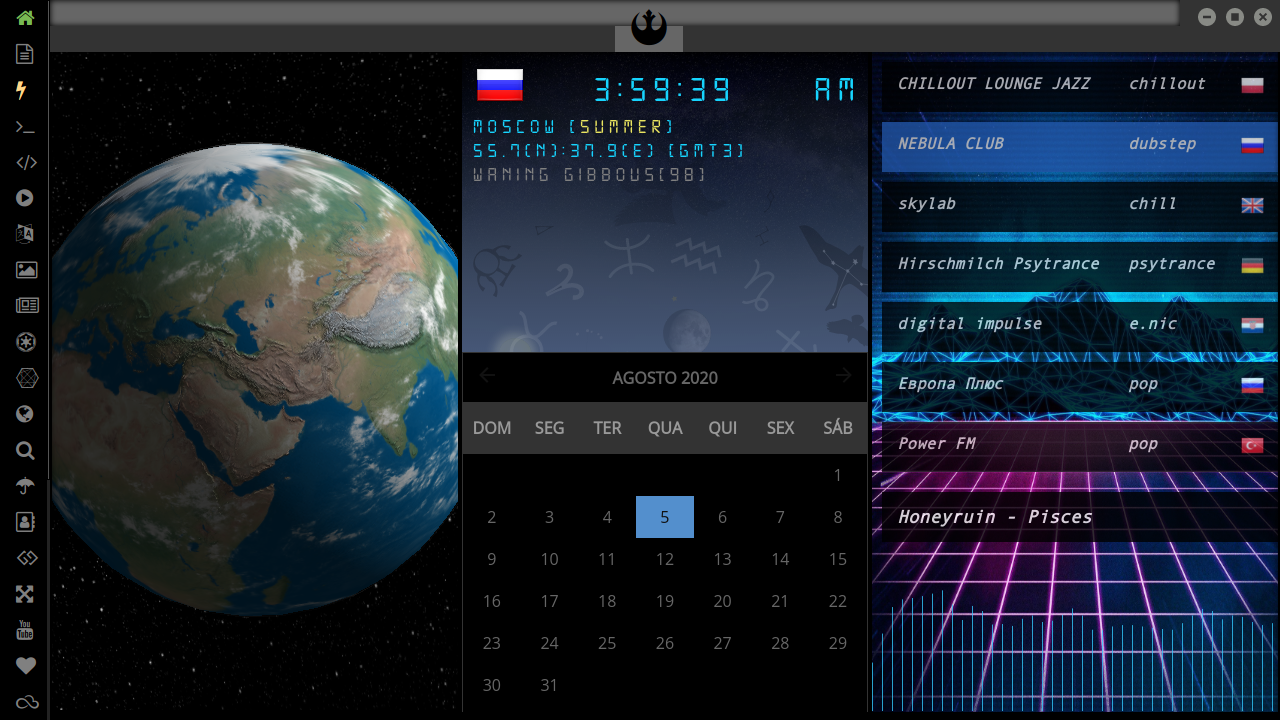 3:59:39 AM
MOSCOW (SUMMER)
55.7(N):37.9(E) (GMT3)
WANING GIBBOUS(98)
AGOSTO 2020
DOM SEG TER QUA QUI SEX SÁB
1
2 3 4 5 6 7 8
9 10 11 12 13 14 15
16 17 18 19 20 21 22
23 24 25 26 27 28 29
30 31
CHILLOUT LOUNGE JAZZ chillout
NEBULA CLUB dubstep
skylab chill
Hirschmilch Psytrance psytrance
digital impulse e.nic
Европа Плюс pop
Power FM pop
Honeyruin - Pisces
You
Tube